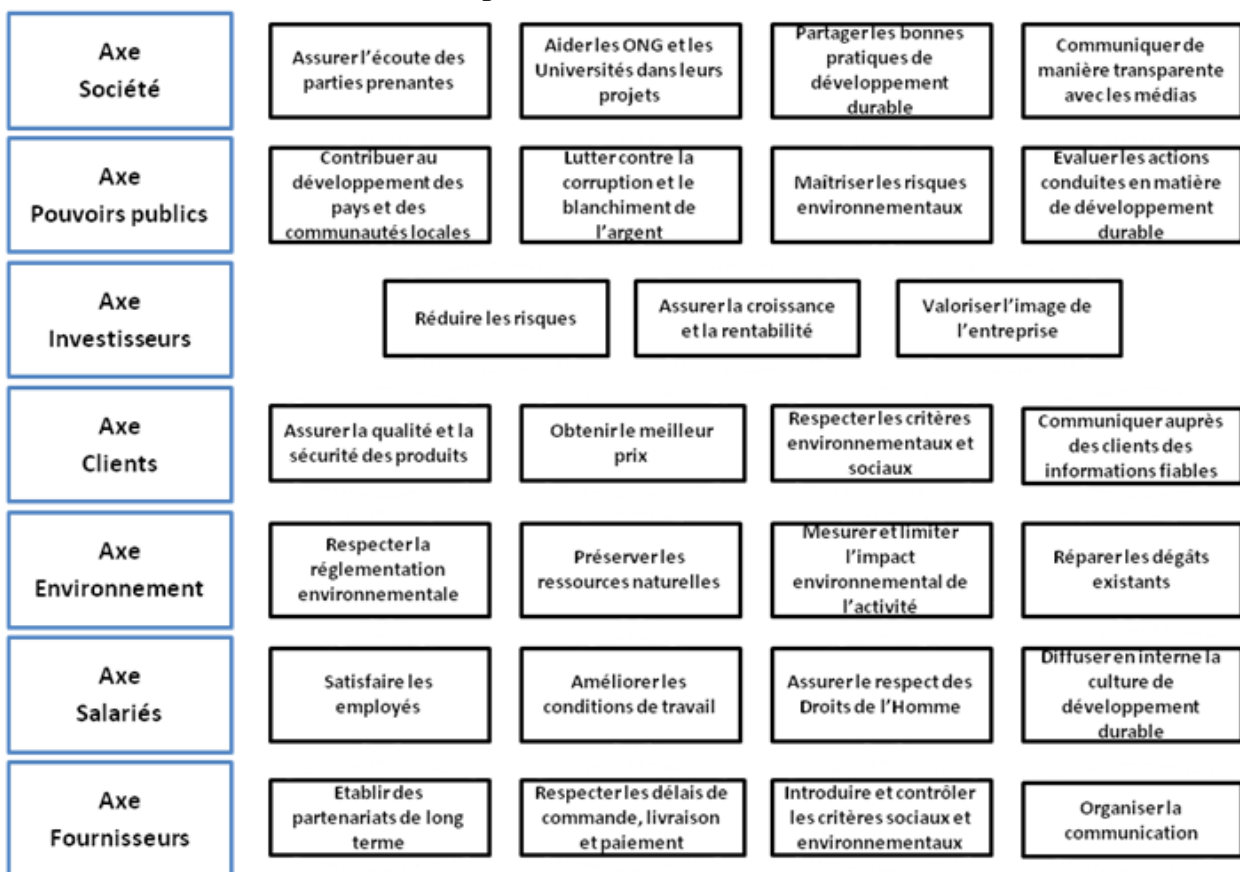 Axe
Société
Assurer l'écoute des
parties prenantes
Aider les ONG et les
Universités dans leurs
projets
Partager les bonnes
pratiques de
développement
durable
Communiquer de
manière transparente
avec les médias
Axe
Pouvoirs publics
Contribuer au
développement des
pays et des
communautés locales
Lutter contre la
corruption et le
blanchiment de
l'argent
Maîtriser les risques
environnementaux
Evaluer les actions
conduites en matière
de développement
durable
Axe
Investisseurs
Réduire les risques
Assurer la croissance
et la rentabilité
Valoriser l'image de
l'entreprise
Axe
Clients
Assurer la qualité et la
sécurité des produits
Obtenir le meilleur
prix
Respecter les critères
environnementaux et
sociaux
Communiquer auprès
des clients des
informations fiables
Axe
Environnement
Respecter la
réglementation
environnementale
Préserver les
ressources naturelles
Mesurer et limiter
l'impact
environnemental de
l'activité
Réparer les dégâts
existants
Axe
Salariés
Satisfaire les
employés
Améliorer les
conditions de travail
Assurer le respect des
Droits de l'Homme
Diffuser en interne la
culture de
développement
durable
Axe
Fournisseurs
Etablir des
partenariats de long
terme
Respecter les délais de
commande, livraison
et paiement
Introduire et contrôler
les critères sociaux et
environnementaux
Organiser la
communication